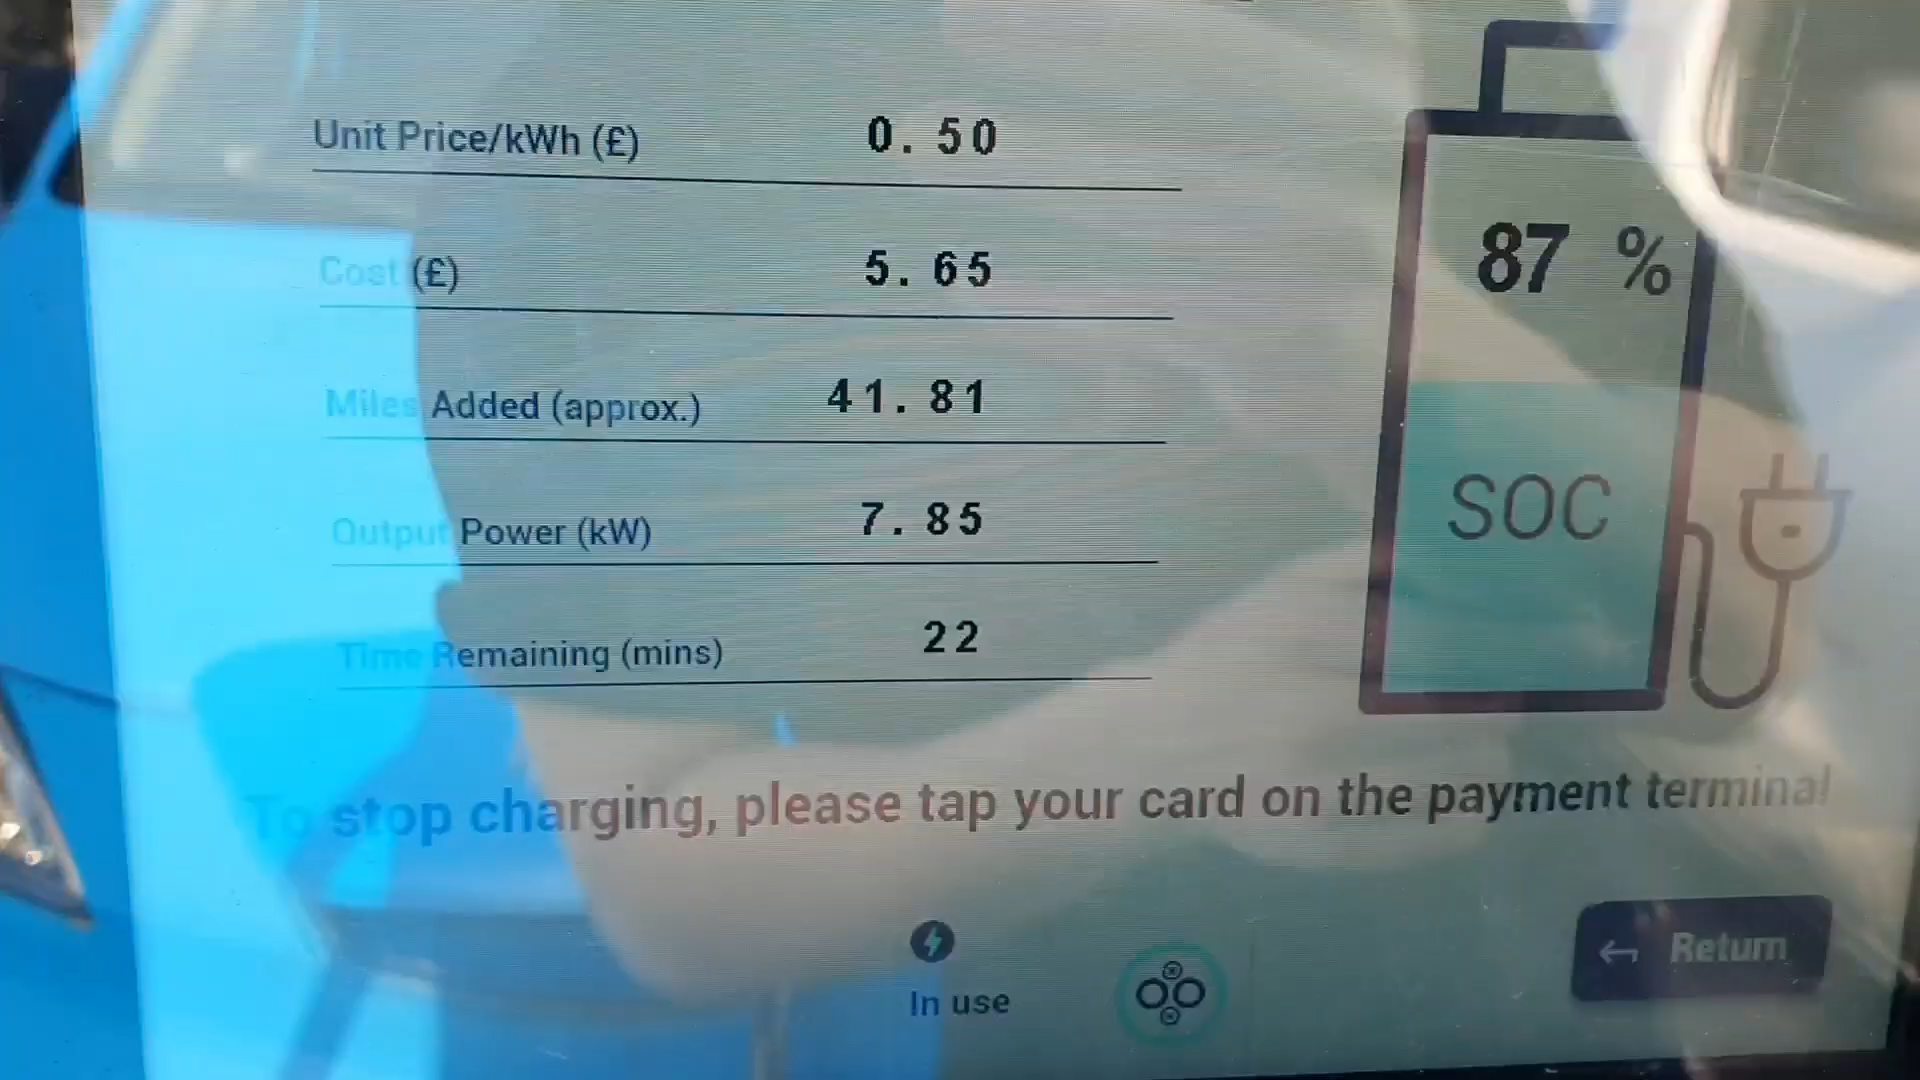 Unit Price/kWh (£) 0.50
Cost (£) 5.65
87 %
Miles Added (approx.) 41.81
Output Power (kW) 7.85
SOC
Time Remaining (mins) 22
To stop charging, please tap your card on the payment terminal
In use
Return